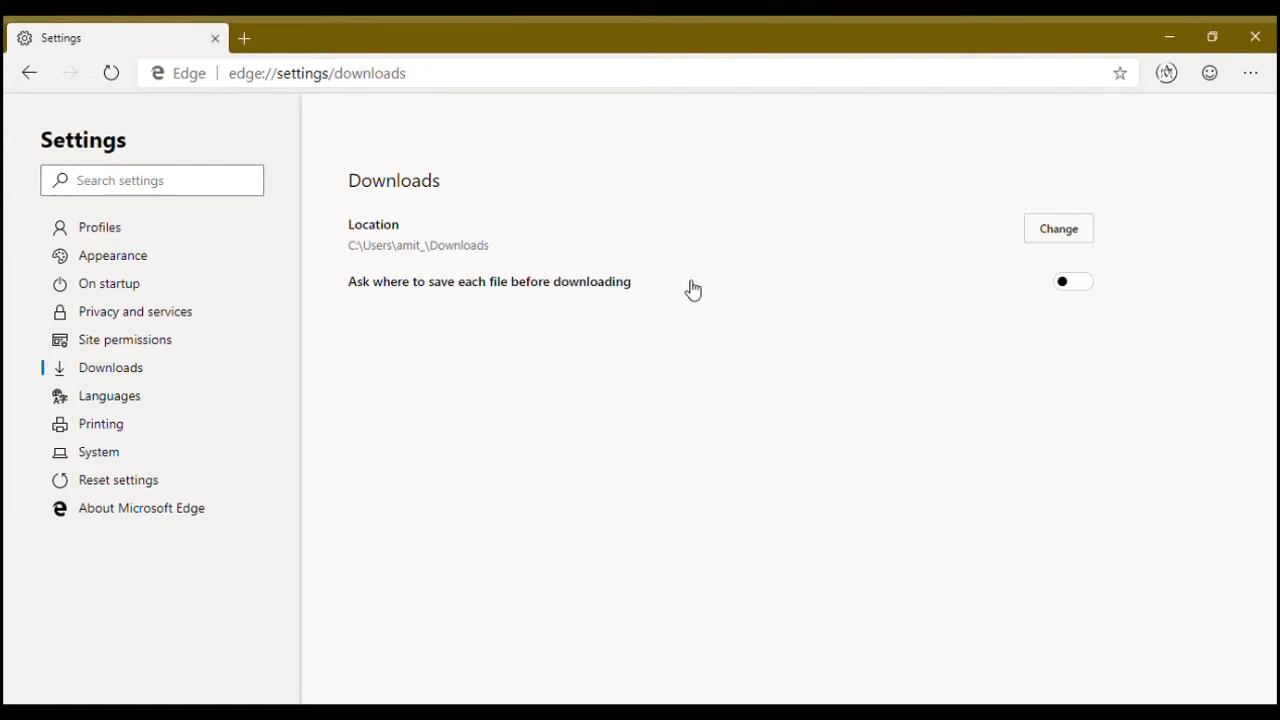 Settings
Edge edge://settings/downloads
Settings
Search settings
Profiles
Appearance
On startup
Privacy and services
Site permissions
Downloads
Languages
Printing
System
Reset settings
About Microsoft Edge
Downloads
Location
Change
C:\Users\amit_\Downloads
Ask where to save each file before downloading